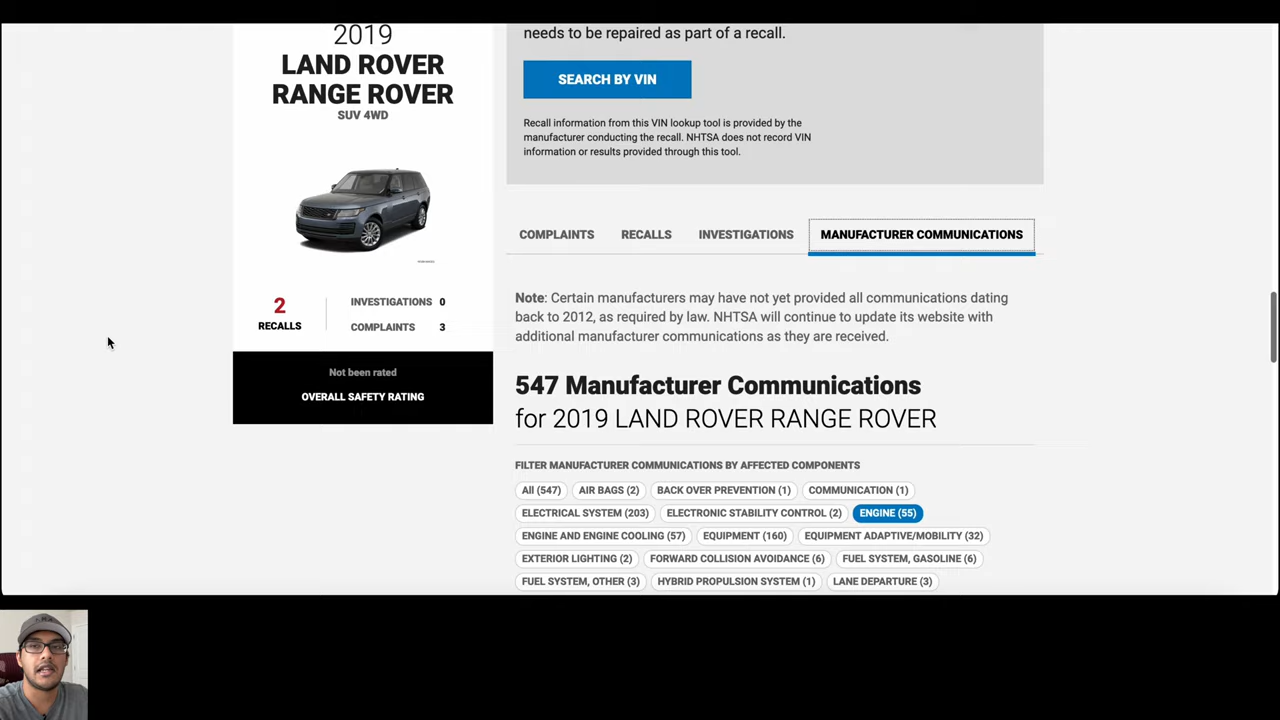 2019
LAND ROVER
RANGE ROVER
SUV 4WD
2
RECALLS
INVESTIGATIONS 0
COMPLAINTS 3
Not been rated
OVERALL SAFETY RATING
needs to be repaired as part of a recall.
SEARCH BY VIN
Recall information from this VIN lookup tool is provided by the
manufacturer conducting the recall. NHTSA does not record VIN
information or results provided through this tool.
COMPLAINTS RECALLS INVESTIGATIONS MANUFACTURER COMMUNICATIONS
Note: Certain manufacturers may have not yet provided all communications dating
back to 2012, as required by law. NHTSA will continue to update its website with
additional manufacturer communications as they are received.
547 Manufacturer Communications
for 2019 LAND ROVER RANGE ROVER
FILTER MANUFACTURER COMMUNICATIONS BY AFFECTED COMPONENTS
All (547) AIR BAGS (2) BACK OVER PREVENTION (1) COMMUNICATION (1)
ELECTRICAL SYSTEM (203) ELECTRONIC STABILITY CONTROL (2) ENGINE (55)
ENGINE AND ENGINE COOLING (57) EQUIPMENT (160) EQUIPMENT ADAPTIVE/MOBILITY (32)
EXTERIOR LIGHTING (2) FORWARD COLLISION AVOIDANCE (6) FUEL SYSTEM, GASOLINE (6)
FUEL SYSTEM, OTHER (3) HYBRID PROPULSION SYSTEM (1) LANE DEPARTURE (3)